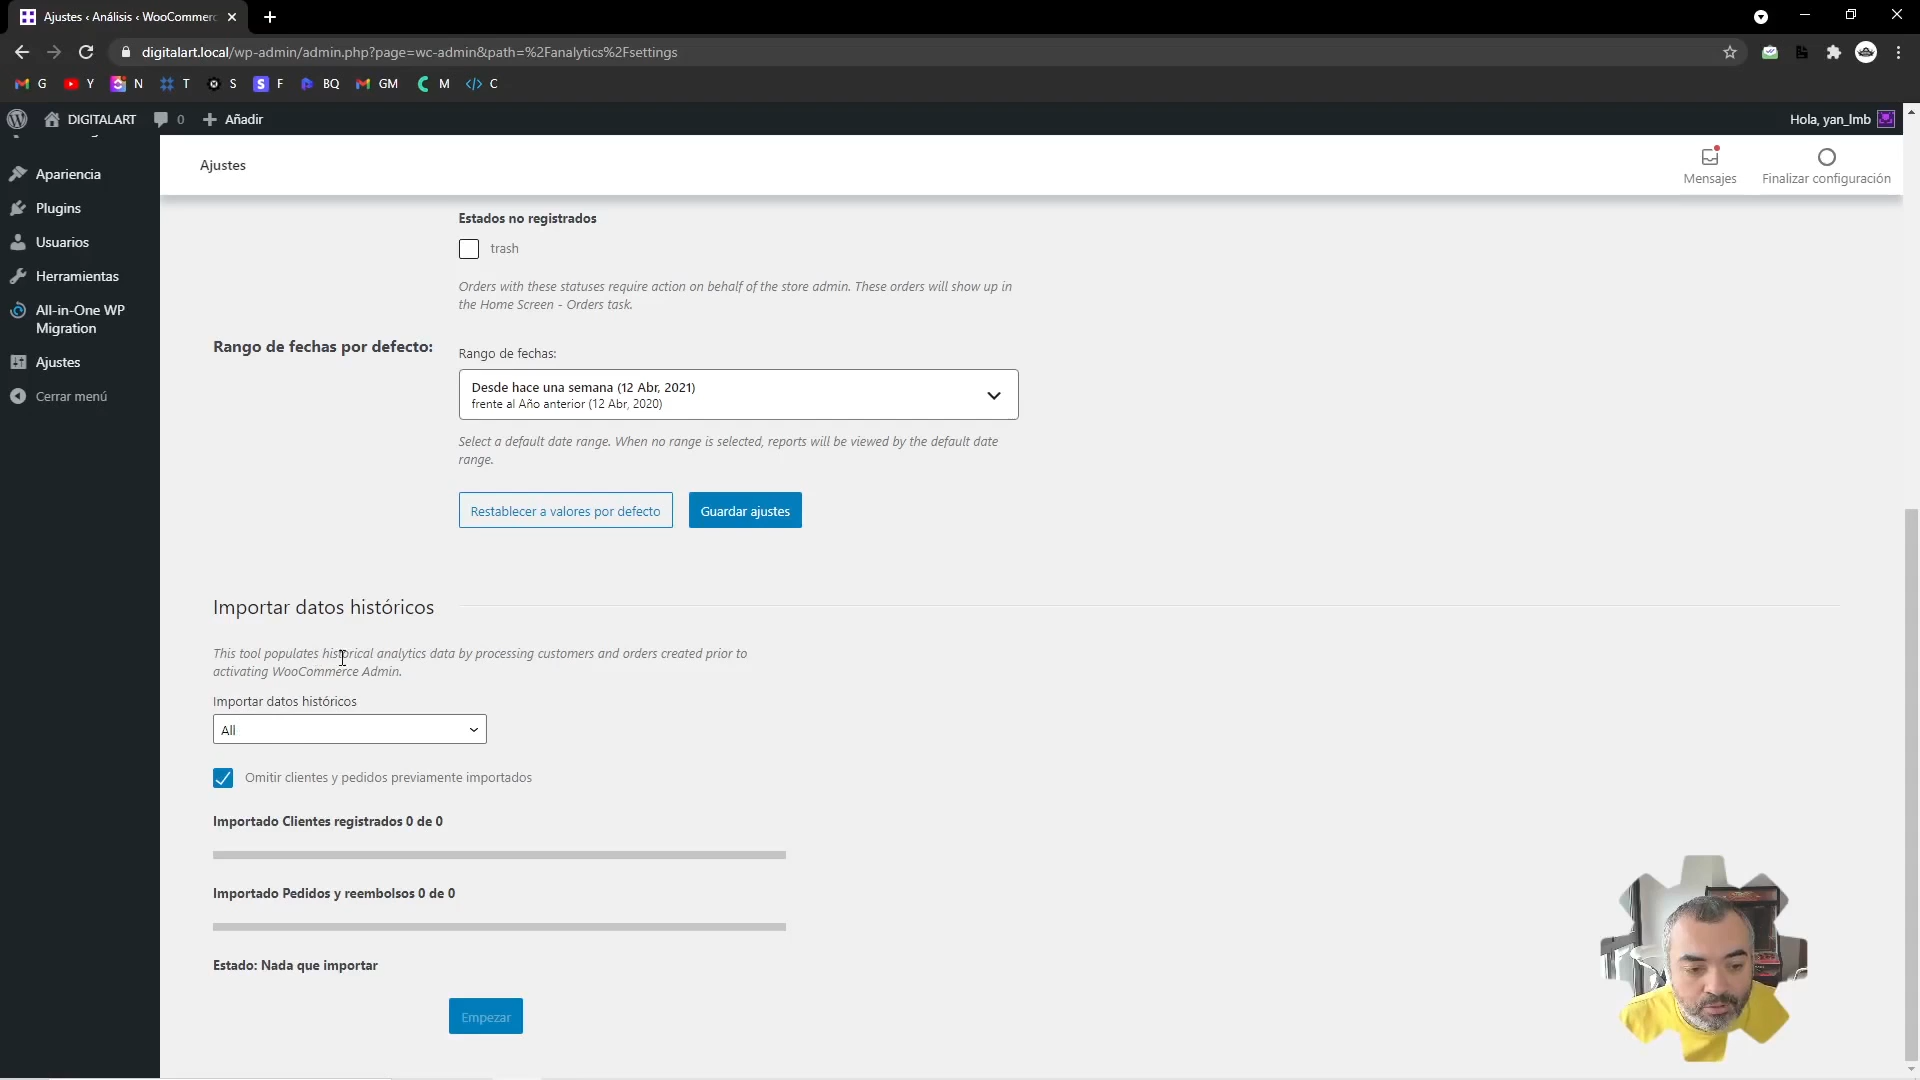 Ajustes ‹ Análisis ‹ WooCommerc
digitalart.local/wp-admin/admin.php?page=wc-admin&path=%2Fanalytics%2Fsettings
G Y N T S F BQ GM M C
DIGITALART 0 Añadir
Hola, yan_lmb
Apariencia
Plugins
Usuarios
Herramientas
All-in-One WP
Migration
Ajustes
Cerrar menú
Ajustes
Mensajes
Finalizar configuración
Estados no registrados
trash
Orders with these statuses require action on behalf of the store admin. These orders will show up in
the Home Screen - Orders task.
Rango de fechas por defecto:
Rango de fechas:
Desde hace una semana (12 Abr, 2021)
frente al Año anterior (12 Abr, 2020)
Select a default date range. When no range is selected, reports will be viewed by the default date
range.
Restablecer a valores por defecto
Guardar ajustes
Importar datos históricos
This tool populates historical analytics data by processing customers and orders created prior to
activating WooCommerce Admin.
Importar datos históricos
All
Omitir clientes y pedidos previamente importados
Importado Clientes registrados 0 de 0
Importado Pedidos y reembolsos 0 de 0
Estado: Nada que importar
Empezar